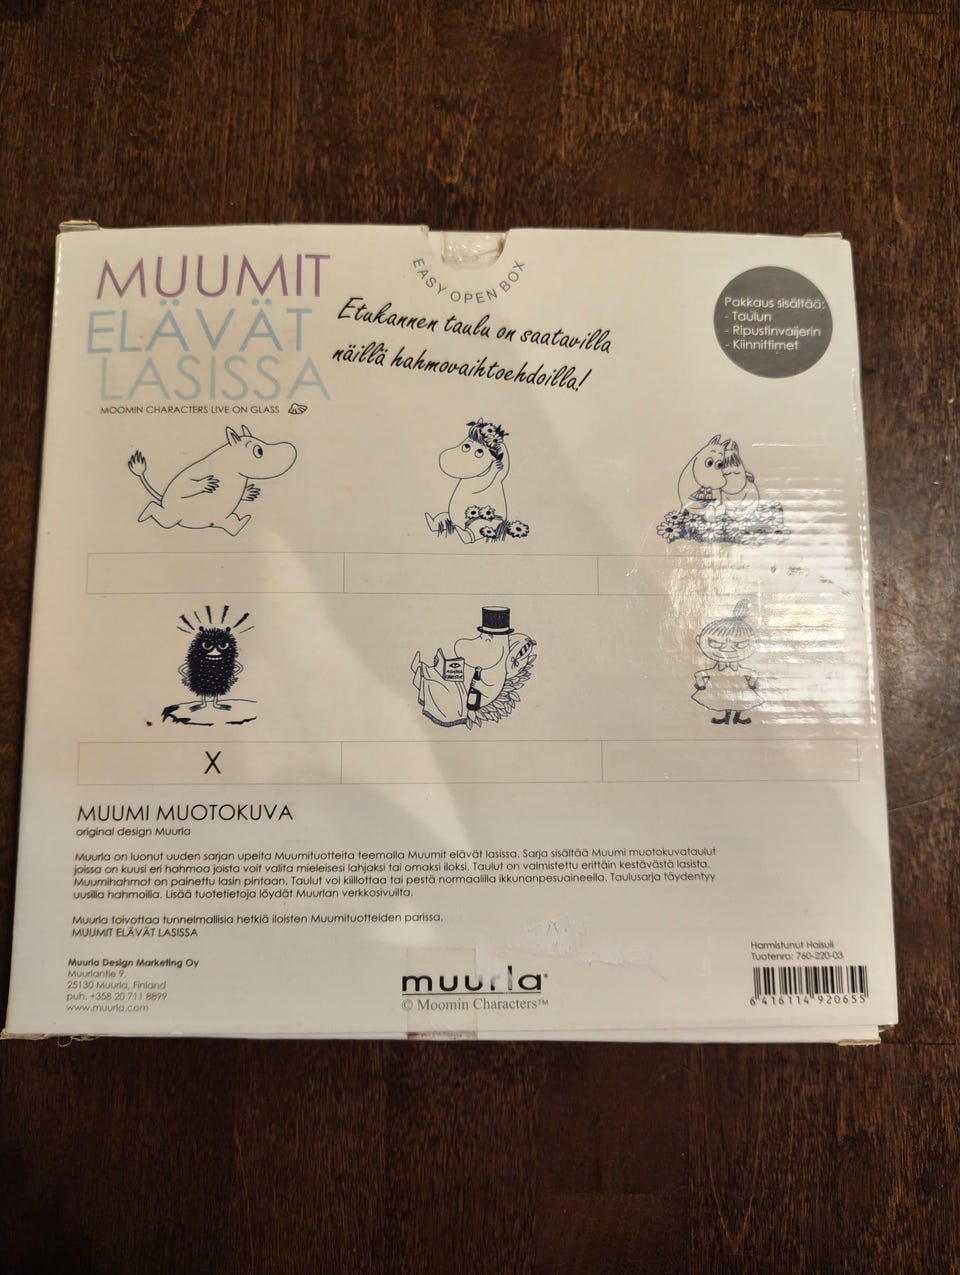 MUUMIT
ELÄVÄT
LASISSA
MOOMIN CHARACTERS LIVE ON GLASS
EASY OPEN BOX
Etukannen taulu on saatavilla
näillä hahmovaihtoehdoilla!
Pakkaus sisältää:
- Taulun
- Ripustinvaijerin
- Kiinnittimet
AGATHA
CHRISTIE
X
MUUMI MUOTOKUVA
original design Muurla
Muurla on luonut uuden sarjan upeita Muumituotteita teemalla Muumit elävät lasissa. Sarja sisältää Muumi muotokuvataulut
joissa on kuusi eri hahmoa joista voit valita mieleisesi lahjaksi tai omaksi iloksi. Taulut on valmistettu erittäin kestävästä lasista.
Muumihahmot on painettu lasin pintaan. Taulut voi kiillottaa tai pestä normaalilla ikkunanpesuaineella. Taulusarja täydentyy
uusilla hahmoilla. Lisää tuotetietoja löydät Muurlan verkkosivuilta.
Muurla toivottaa tunnelmallisia hetkiä iloisten Muumituotteiden parissa.
MUUMIT ELÄVÄT LASISSA
Muurla Design Marketing Oy
Muurlantie 9,
25130 Muurla, Finland
puh. +358 20 711 8899
www.muurla.com
muurla®
© Moomin Characters™
Harmistunut Haisuli
Tuotenro: 760-220-03
6 416114 920655